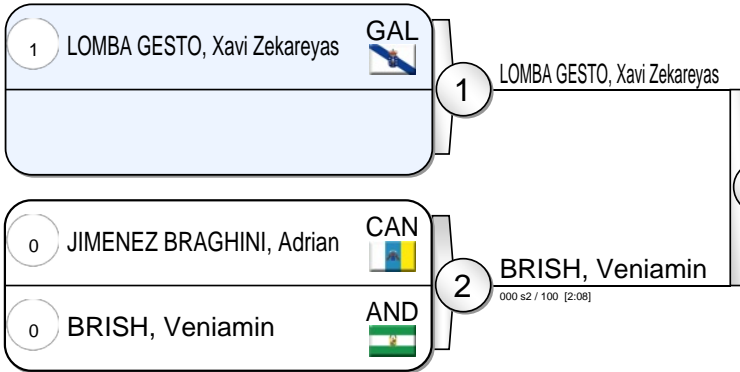 1 LOMBA GESTO, Xavi Zekareyas GAL
1 LOMBA GESTO, Xavi Zekareyas
0 JIMENEZ BRAGHINI, Adrian CAN
2 BRISH, Veniamin
000 s2 / 100 [2:08]
0 BRISH, Veniamin AND